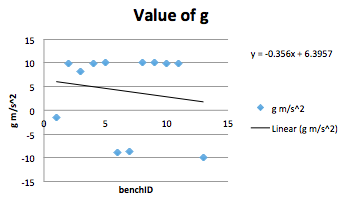 Value of g
15
10
5
0
-5
-10
-15
0
5
10
15
g m/s^2
benchID
y = -0.356x + 6.3957
g m/s^2
Linear (g m/s^2)